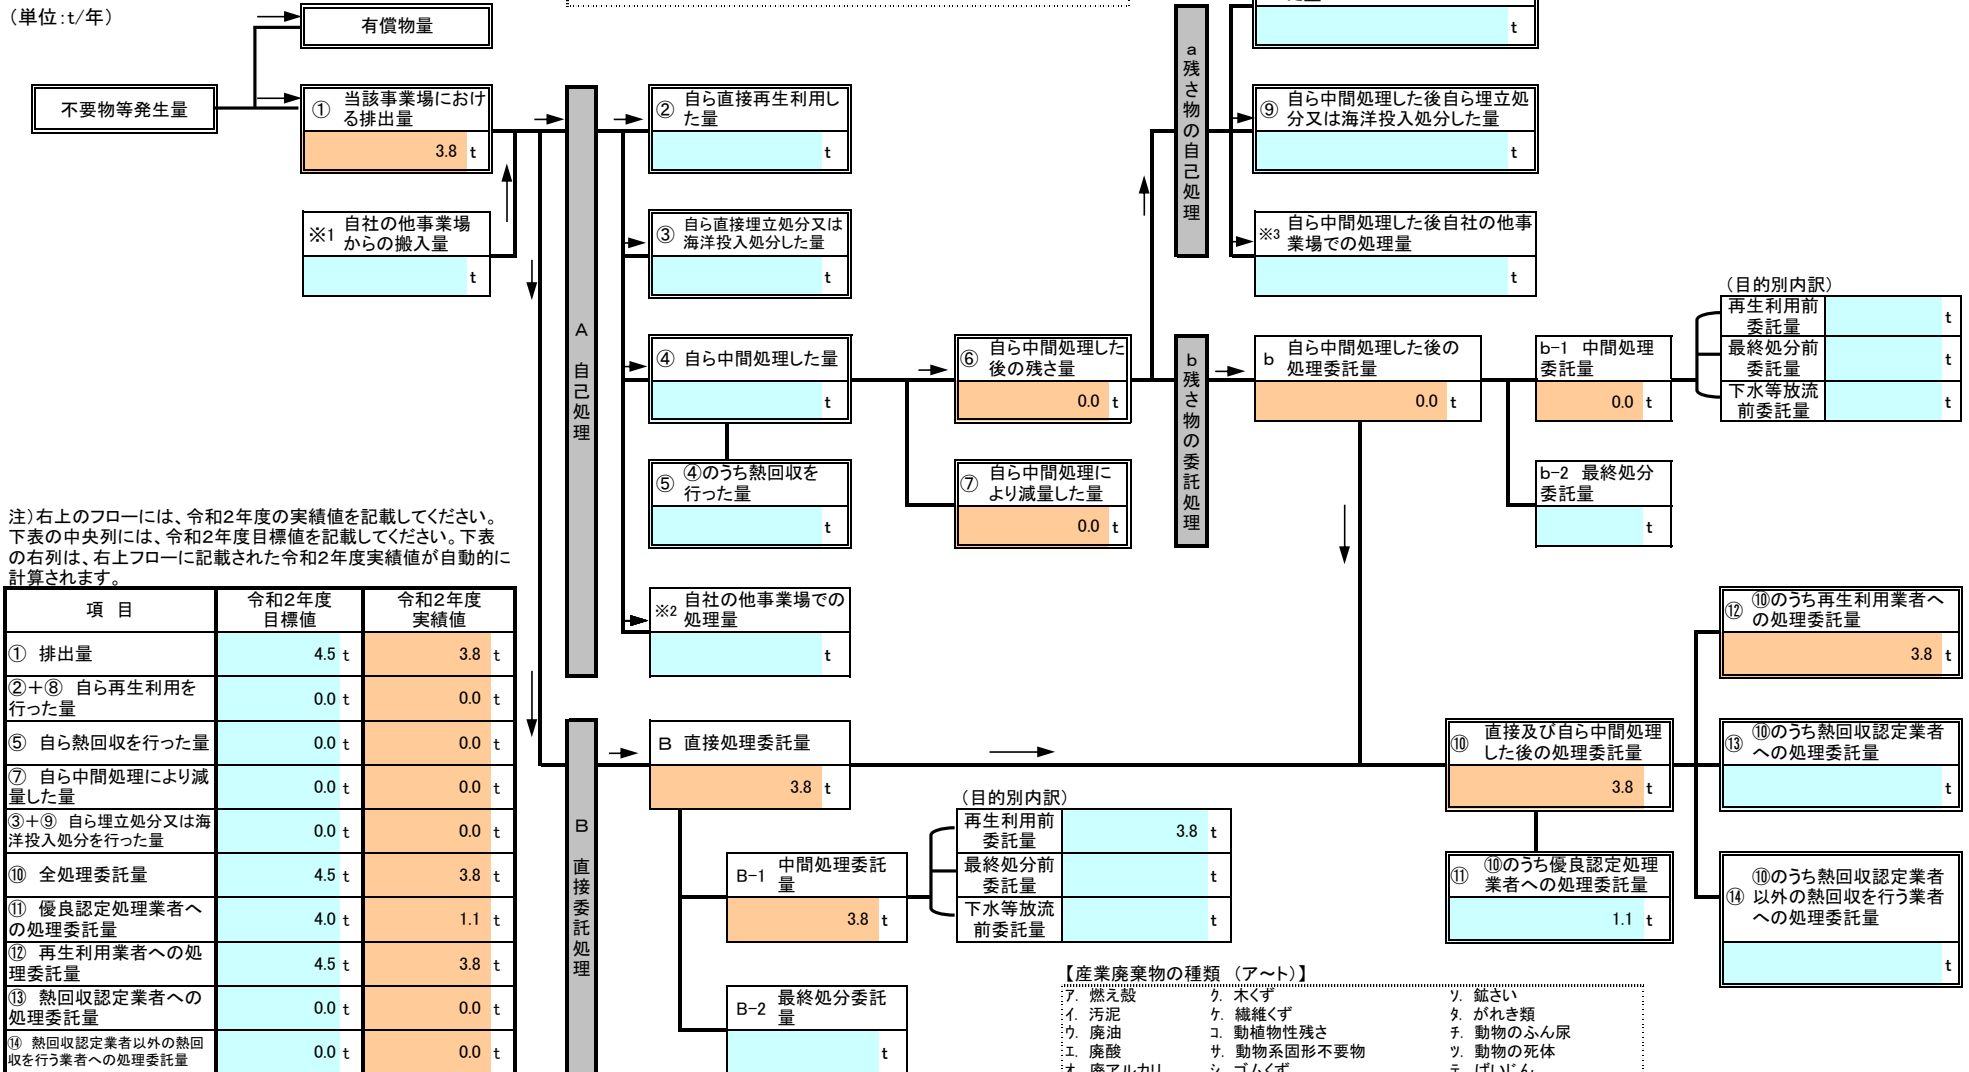 (単位:t/年)
有償物量
不要物等発生量
① 当該事業場におけ
る排出量
3.8 t
※1 自社の他事業場
からの搬入量
t
A 自己処理
② 自ら直接再生利用し
た量
t
③ 自ら直接埋立処分又は
海洋投入処分した量
t
④ 自ら中間処理した量
t
⑤ ④のうち熱回収を
行った量
t
※2 自社の他事業場での
処理量
t
⑥ 自ら中間処理した
後の残さ量
0.0 t
⑦ 自ら中間処理に
より減量した量
0.0 t
a 残さ物の自己処理
t
⑨ 自ら中間処理した後自ら埋立処
分又は海洋投入処分した量
t
※3 自ら中間処理した後自社の他事
業場での処理量
t
b 残さ物の委託処理
b 自ら中間処理した後の
処理委託量
0.0 t
b-1 中間処理
委託量
0.0 t
b-2 最終処分
委託量
t
(目的別内訳)
再生利用前
委託量
t
最終処分前
委託量
t
下水等放流
前委託量
t
注)右上のフローには、令和2年度の実績値を記載してください。
下表の中央列には、令和2年度目標値を記載してください。下表
の右列は、右上フローに記載された令和2年度実績値が自動的に
計算されます。
項 目
令和2年度
目標値
令和2年度
実績値
① 排出量 4.5 t 3.8 t
②+⑧ 自ら再生利用を
行った量 0.0 t 0.0 t
⑤ 自ら熱回収を行った量 0.0 t 0.0 t
⑦ 自ら中間処理により減
量した量 0.0 t 0.0 t
③+⑨ 自ら埋立処分又は海
洋投入処分を行った量 0.0 t 0.0 t
⑩ 全処理委託量 4.5 t 3.8 t
⑪ 優良認定処理業者へ
の処理委託量 4.0 t 1.1 t
⑫ 再生利用業者への処
理委託量 4.5 t 3.8 t
⑬ 熱回収認定業者への
処理委託量 0.0 t 0.0 t
⑭ 熱回収認定業者以外の熱回
収を行う業者への処理委託量 0.0 t 0.0 t
B 直接委託処理
B 直接処理委託量
3.8 t
B-1 中間処理委託
量
3.8 t
B-2 最終処分委託
量
t
(目的別内訳)
再生利用前
委託量
3.8 t
最終処分前
委託量
t
下水等放流
前委託量
t
⑩ 直接及び自ら中間処理
した後の処理委託量
3.8 t
⑪ ⑩のうち優良認定処理
業者への処理委託量
1.1 t
⑫ ⑩のうち再生利用業者へ
の処理委託量
3.8 t
⑬ ⑩のうち熱回収認定業者
への処理委託量
t
⑭ ⑩のうち熱回収認定業者
以外の熱回収を行う業者
への処理委託量
t
【産業廃棄物の種類 (ア~ト)】
ア. 燃え殻 ク. 木くず ソ. 鉱さい
イ. 汚泥 ケ. 繊維くず タ. がれき類
ウ. 廃油 コ. 動植物性残さ チ. 動物のふん尿
エ. 廃酸 サ. 動物系固形不要物 ツ. 動物の死体
オ. 廃アルカリ シ. ゴムくず テ. ばいじん